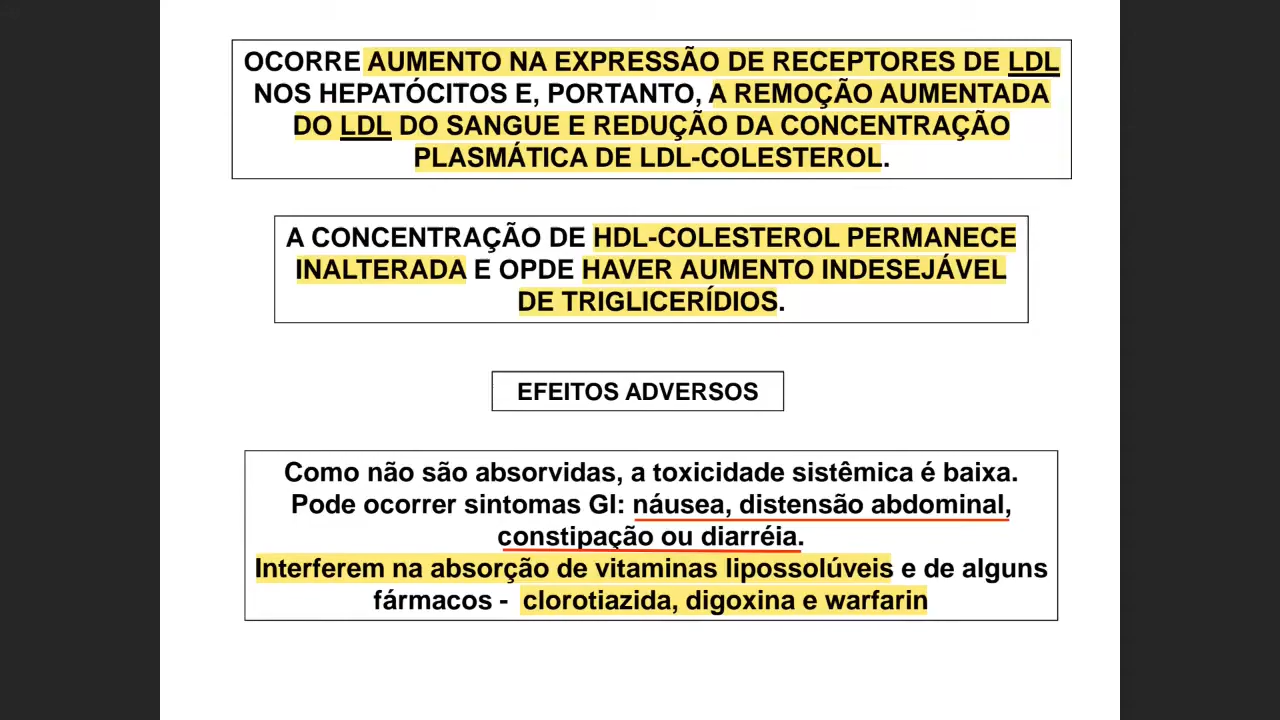 OCORRE AUMENTO NA EXPRESSÃO DE RECEPTORES DE LDL
NOS HEPATÓCITOS E, PORTANTO, A REMOÇÃO AUMENTADA
DO LDL DO SANGUE E REDUÇÃO DA CONCENTRAÇÃO
PLASMÁTICA DE LDL-COLESTEROL.
A CONCENTRAÇÃO DE HDL-COLESTEROL PERMANECE
INALTERADA E OPDE HAVER AUMENTO INDESEJÁVEL
DE TRIGLICERÍDIOS.
EFEITOS ADVERSOS
Como não são absorvidas, a toxicidade sistêmica é baixa.
Pode ocorrer sintomas GI: náusea, distensão abdominal,
constipação ou diarréia.
Interferem na absorção de vitaminas lipossolúveis e de alguns
fármacos - clorotiazida, digoxina e warfarin